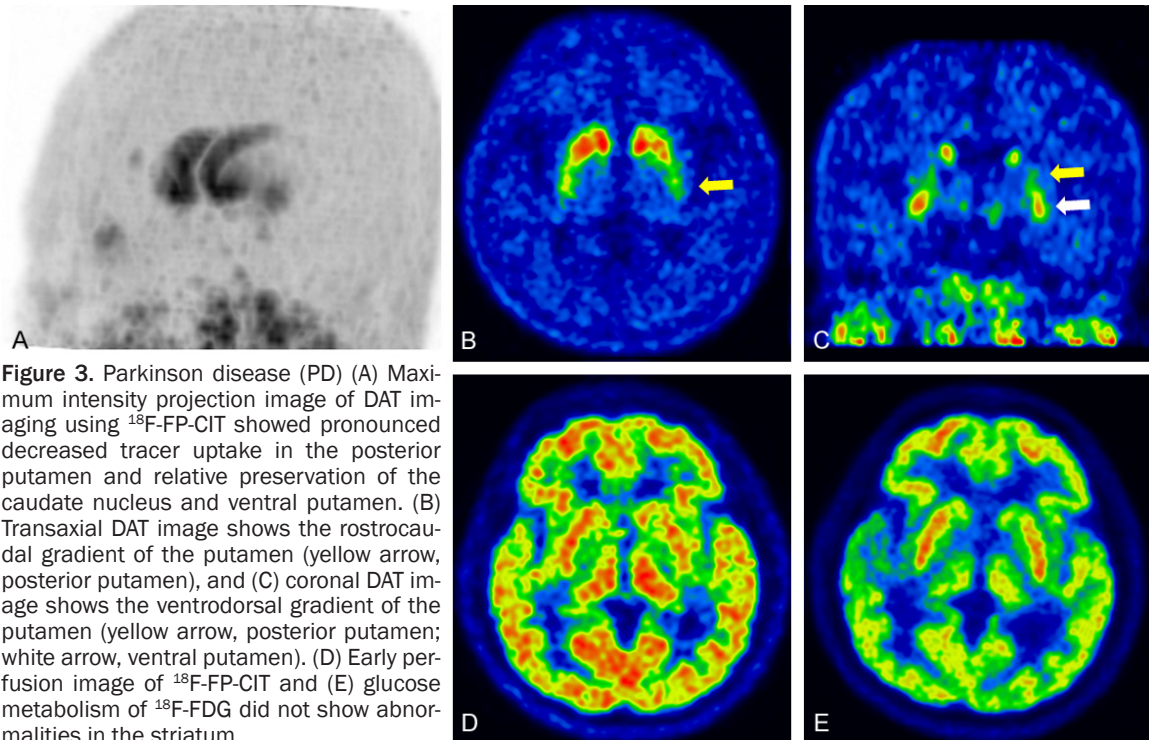 A
B
C
Figure 3. Parkinson disease (PD) (A) Maxi-
mum intensity projection image of DAT im-
aging using ¹⁸F-FP-CIT showed pronounced
decreased tracer uptake in the posterior
putamen and relative preservation of the
caudate nucleus and ventral putamen. (B)
Transaxial DAT image shows the rostrocau-
dal gradient of the putamen (yellow arrow,
posterior putamen), and (C) coronal DAT im-
age shows the ventrodorsal gradient of the
putamen (yellow arrow, posterior putamen;
white arrow, ventral putamen). (D) Early per-
fusion image of ¹⁸F-FP-CIT and (E) glucose
metabolism of ¹⁸F-FDG did not show abnor-
malities in the striatum
D
E